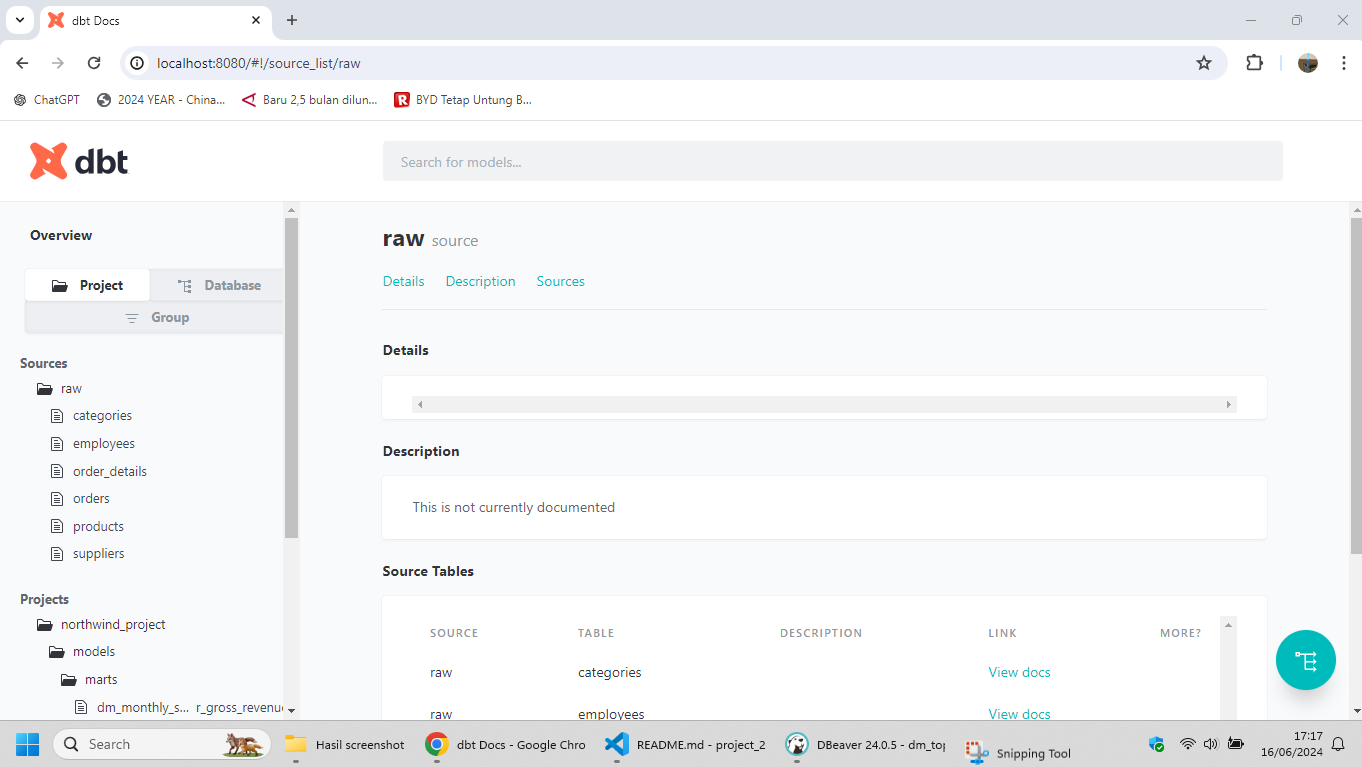 dbt Docs
localhost:8080/#!/source_list/raw
ChatGPT 2024 YEAR - China... Baru 2,5 bulan dilun... BYD Tetap Untung B...
dbt
Search for models...
Overview
Project Database
Group
Sources
raw
categories
employees
order_details
orders
products
suppliers
Projects
northwind_project
models
marts
dm_monthly_s... r_gross_revenue
raw source
Details Description Sources
Details
Description
This is not currently documented
Source Tables
SOURCE TABLE DESCRIPTION LINK MORE?
raw categories View docs
raw employees View docs
Search Hasil screenshot dbt Docs - Google Chro README.md - project_2 DBeaver 24.0.5 - dm_top Snipping Tool 17:17
16/06/2024